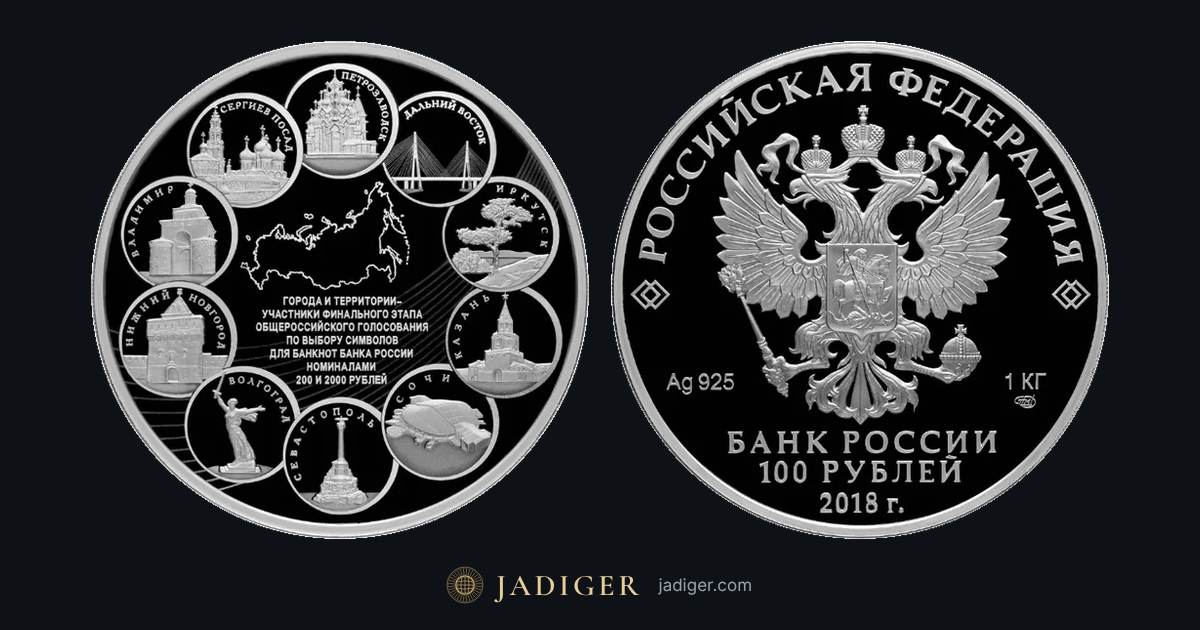 ПЕТРОЗАВОДСК
СЕРГИЕВ ПОСАД
ДАЛЬНИЙ ВОСТОК
ВЛАДИМИР
ИРКУТСК
НИЖНИЙ НОВГОРОД
КАЗАНЬ
ВОЛГОГРАД
СЕВАСТОПОЛЬ
СОЧИ
ГОРОДА И ТЕРРИТОРИИ–
УЧАСТНИКИ ФИНАЛЬНОГО ЭТАПА
ОБЩЕРОССИЙСКОГО ГОЛОСОВАНИЯ
ПО ВЫБОРУ СИМВОЛОВ
ДЛЯ БАНКНОТ БАНКА РОССИИ
НОМИНАЛАМИ
200 И 2000 РУБЛЕЙ
РОССИЙСКАЯ ФЕДЕРАЦИЯ
Ag 925
1 КГ
БАНК РОССИИ
100 РУБЛЕЙ
2018 г.
JADIGER jadiger.com